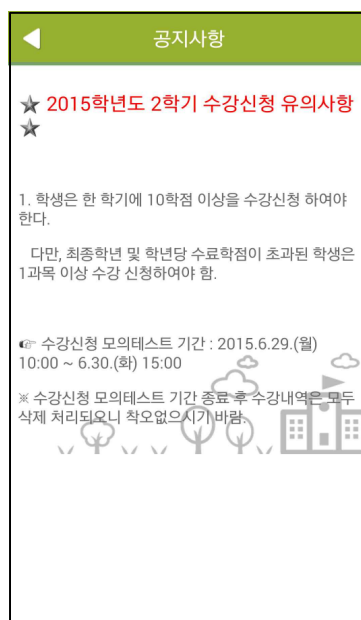 공지사항
★ 2015학년도 2학기 수강신청 유의사항
★
1. 학생은 한 학기에 10학점 이상을 수강신청 하여야
한다.
다만, 최종학년 및 학년당 수료학점이 초과된 학생은
1과목 이상 수강 신청하여야 함.
☞ 수강신청 모의테스트 기간 : 2015.6.29.(월)
10:00 ~ 6.30.(화) 15:00
※ 수강신청 모의테스트 기간 종료 후 수강내역은 모두
삭제 처리되오니 착오없으시기 바람.